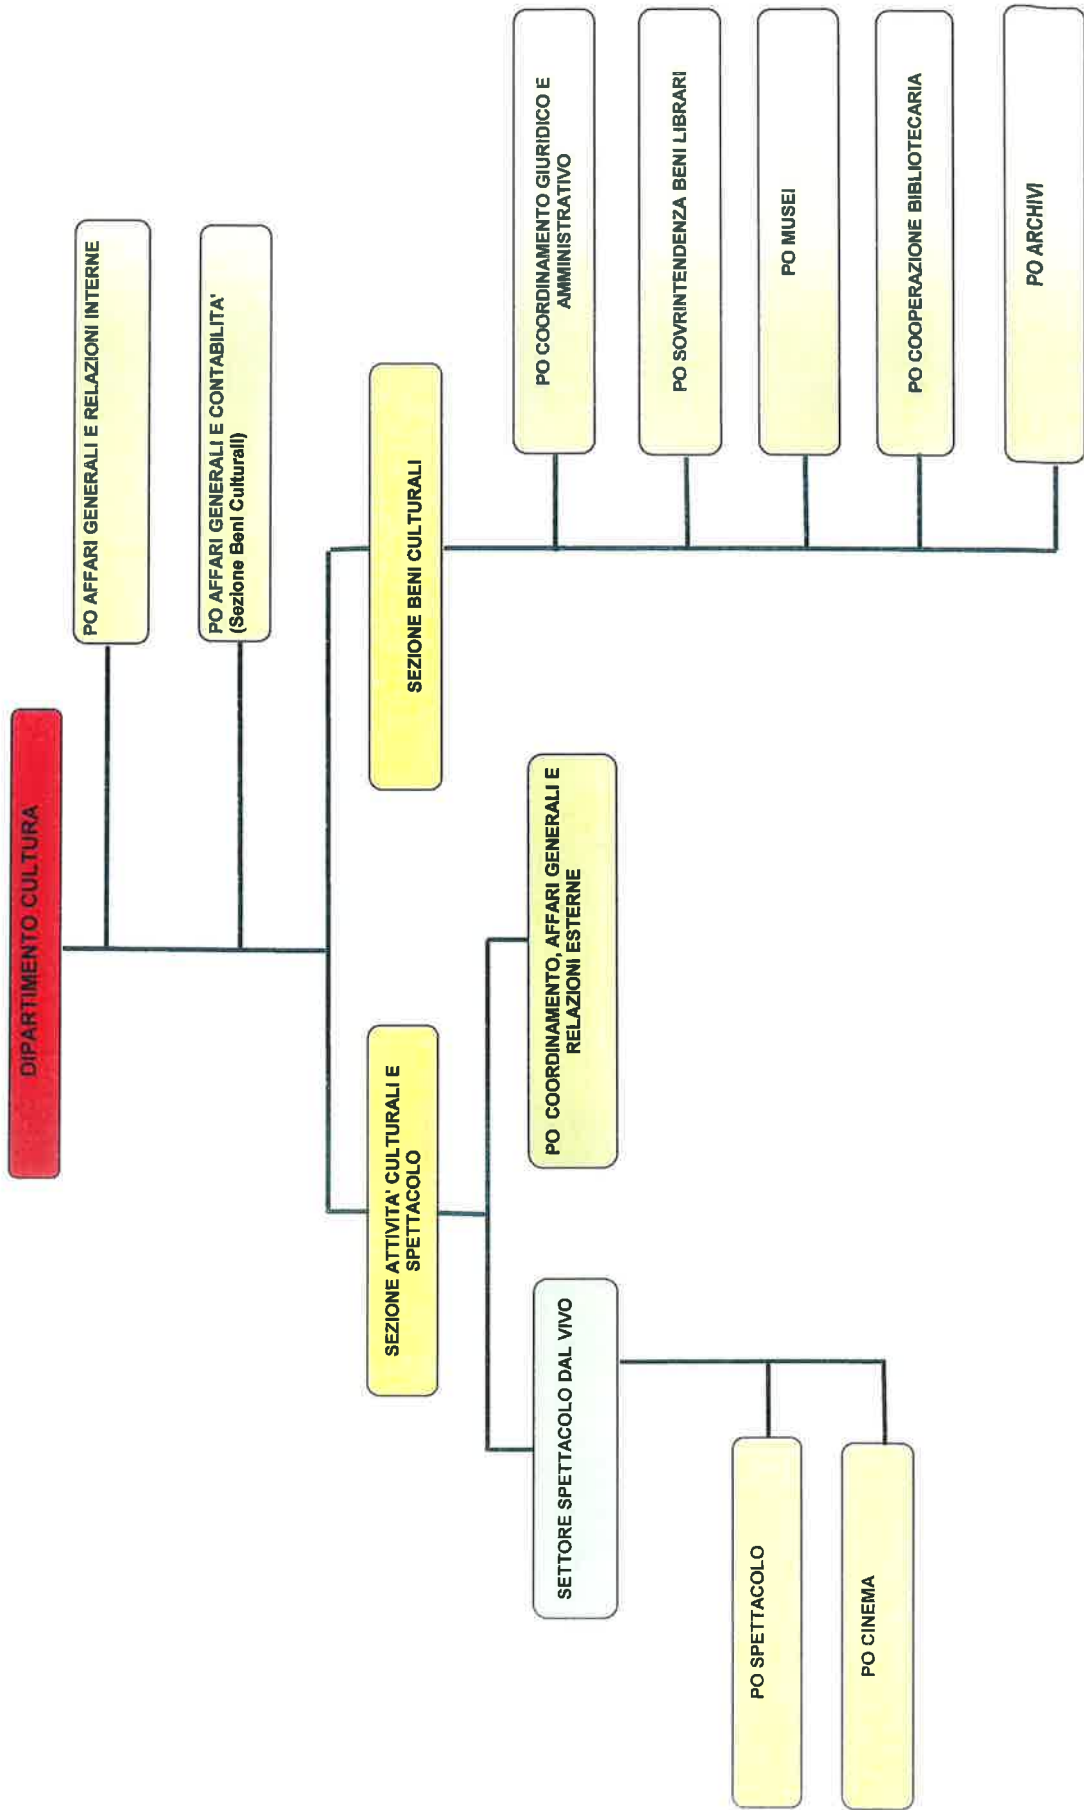 DIPARTIMENTO CULTURA
PO AFFARI GENERALI E RELAZIONI INTERNE
PO AFFARI GENERALI E CONTABILITA'
(Sezione Beni Culturali)
SEZIONE ATTIVITA' CULTURALI E
SPETTACOLO
SEZIONE BENI CULTURALI
SETTORE SPETTACOLO DAL VIVO
PO COORDINAMENTO, AFFARI GENERALI E
RELAZIONI ESTERNE
PO SPETTACOLO
PO CINEMA
PO COORDINAMENTO GIURIDICO E
AMMINISTRATIVO
PO SOVRINTENDENZA BENI LIBRARI
PO MUSEI
PO COOPERAZIONE BIBLIOTECARIA
PO ARCHIVI